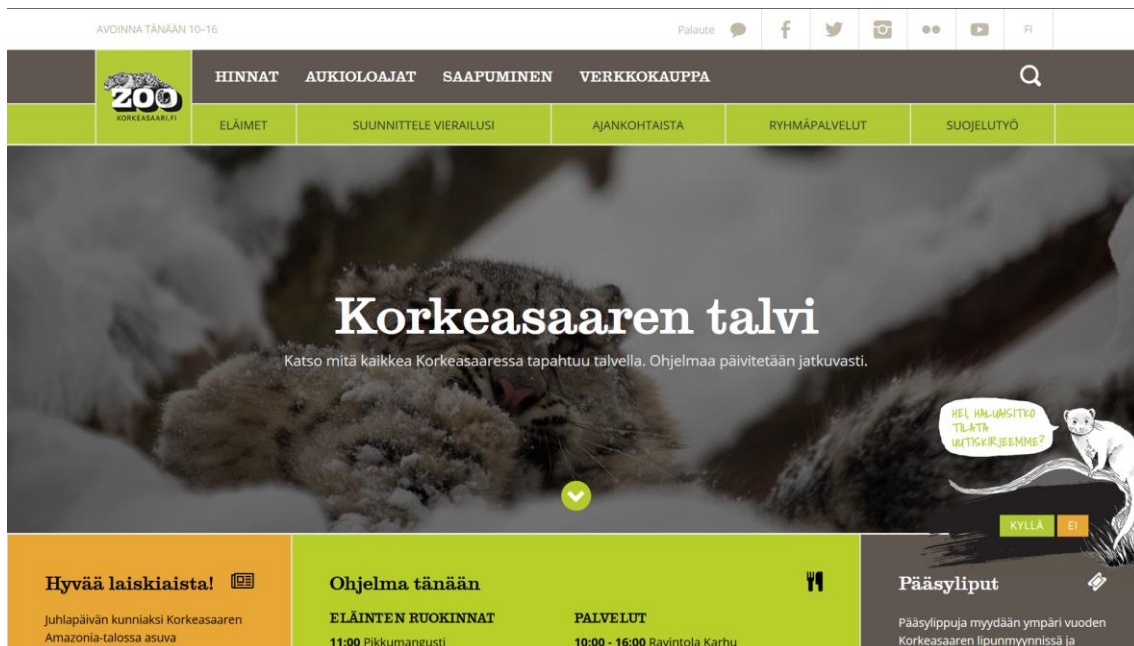 AVOINNA TÄNÄÄN 10–16
Palaute
FI
ZOO
KORKEASAARI.FI
HINNAT AUKIOLOAJAT SAAPUMINEN VERKKOKAUPPA
ELÄIMET SUUNNITTELE VIERAILUSI AJANKOHTAISTA RYHMÄPALVELUT SUOJELUTYÖ
Korkeasaaren talvi
Katso mitä kaikkea Korkeasaaressa tapahtuu talvella. Ohjelmaa päivitetään jatkuvasti.
HEI, HALUAISITKO
TILATA
UUTISKIRJEEMME?
KYLLÄ EI
Hyvää laiskiaista!
Juhlapäivän kunniaksi Korkeasaaren
Amazonia-talossa asuva
Ohjelma tänään
ELÄINTEN RUOKINNAT
11:00 Pikkumangusti
PALVELUT
10:00 - 16:00 Ravintola Karhu
Pääsyliput
Pääsylippuja myydään ympäri vuoden
Korkeasaaren lipunmyynnissä ja